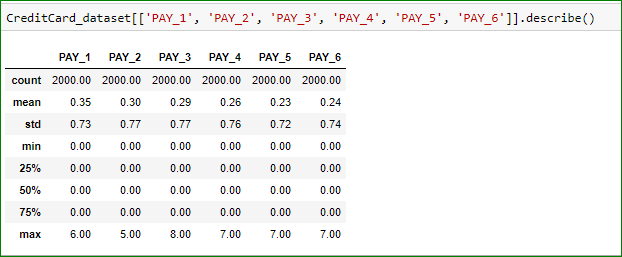 CreditCard_dataset[['PAY_1', 'PAY_2', 'PAY_3', 'PAY_4', 'PAY_5', 'PAY_6']].describe()
PAY_1 PAY_2 PAY_3 PAY_4 PAY_5 PAY_6
count 2000.00 2000.00 2000.00 2000.00 2000.00 2000.00
mean 0.35 0.30 0.29 0.26 0.23 0.24
std 0.73 0.77 0.77 0.76 0.72 0.74
min 0.00 0.00 0.00 0.00 0.00 0.00
25% 0.00 0.00 0.00 0.00 0.00 0.00
50% 0.00 0.00 0.00 0.00 0.00 0.00
75% 0.00 0.00 0.00 0.00 0.00 0.00
max 6.00 5.00 8.00 7.00 7.00 7.00